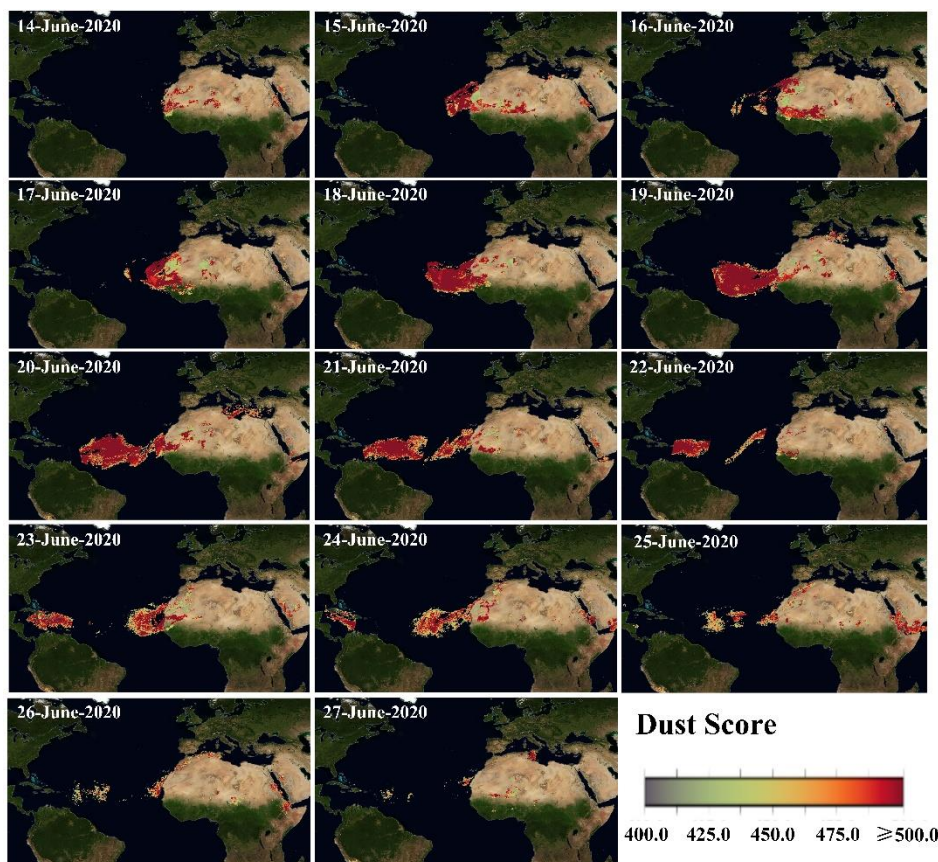 14-June-2020
15-June-2020
16-June-2020
17-June-2020
18-June-2020
19-June-2020
20-June-2020
21-June-2020
22-June-2020
23-June-2020
24-June-2020
25-June-2020
26-June-2020
27-June-2020
Dust Score
400.0 425.0 450.0 475.0 ⩾500.0